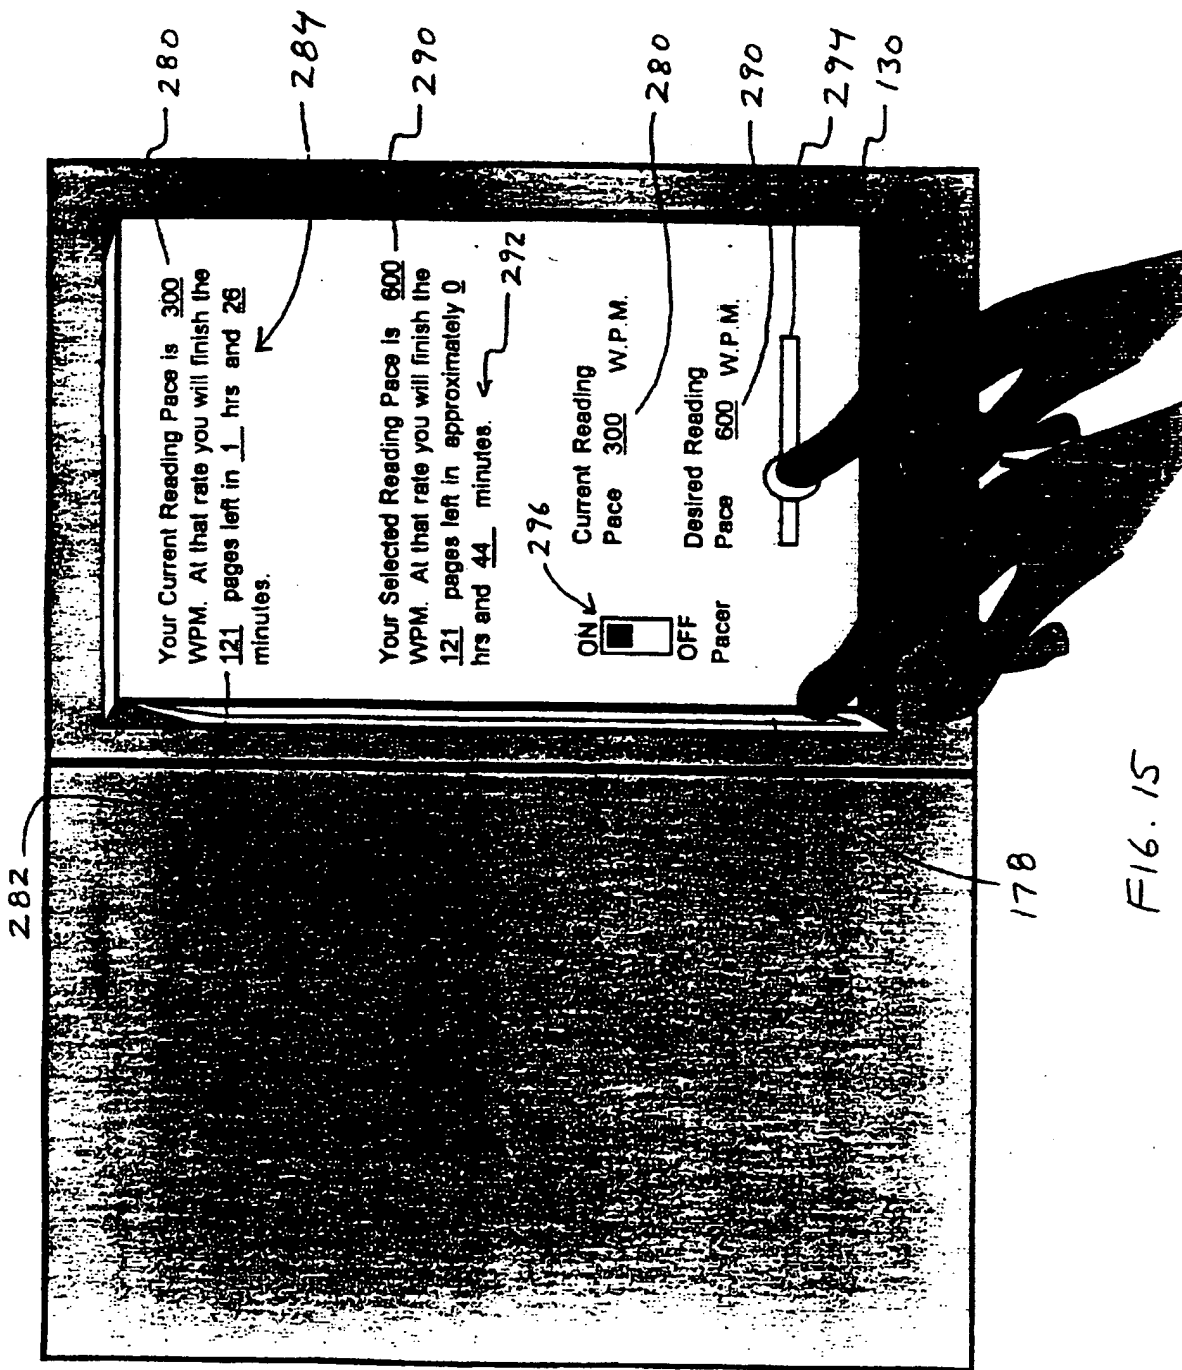 282
Your Current Reading Pace is 300
WPM. At that rate you will finish the
121 pages left in 1 hrs and 26
minutes.
280
284
Your Selected Reading Pace is 600
WPM. At that rate you will finish the
121 pages left in approximately 0
hrs and 44 minutes.
290
292
296
ON
OFF
Pacer
Current Reading
Pace 300 W.P.M.
280
Desired Reading
Pace 600 W.P.M.
290
294
130
178
FIG. 15